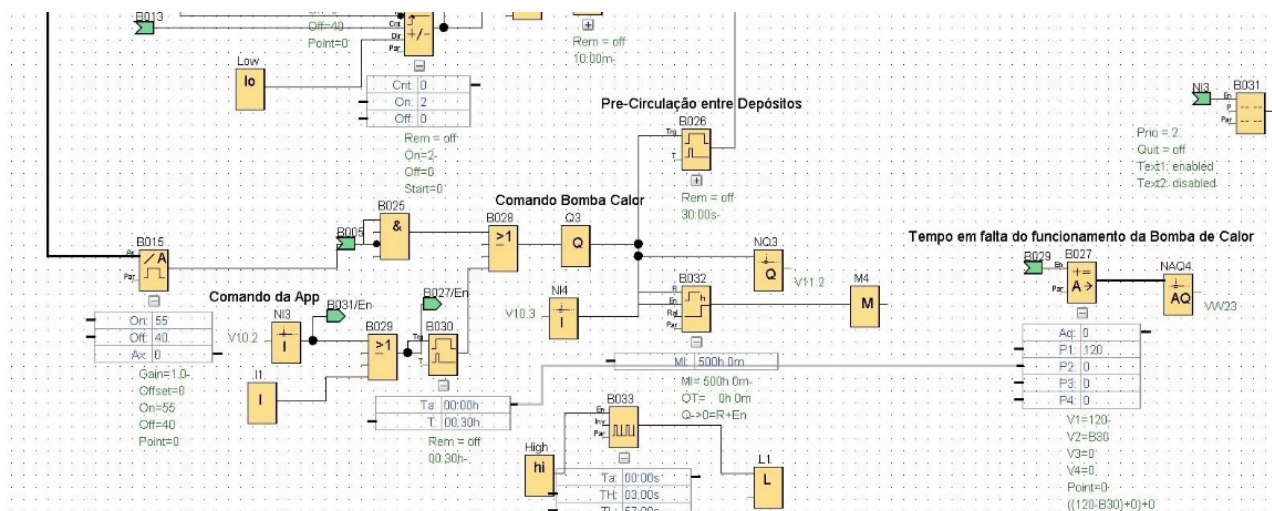 B013
Off=40
Point=0
Cnt
Dir
Par
+/-
Low
lo
Cnt: 0
On: 2
Off: 0
Rem = off
On=2-
Off=0
Start=0
Rem = off
10:00m-
Pre-Circulação entre Depósitos
B026
Trg
T
Rem = off
30:00s-
NI3
B031
En
P
Par
Prio = 2
Quit = off
Text1: enabled
Text2: disabled
B015
Ax
Par
/A
On: 55
Off: 40
Ax: 0
Gain=1.0-
Offset=0
On=55
Off=40
Point=0
B005
B025
&
Comando Bomba Calor
B028
>1
Q3
Q
Comando da App
B031/En
NI3
V10.2
I
I1
I
B029
>1
B027/En
B030
Trg
T
Ta: 00:00h
T: 00:30h
Rem = off
00:30h-
NI4
V10.3
I
B032
R
En
Ral
Par
h
MI: 500h 0m
MI= 500h 0m-
OT= 0h 0m
Q->0=R+En
NQ3
Q
V11.2
M4
M
B033
En
Inv
Par
High
hi
Ta: 00:00s
TH: 03:00s
TL: 57:00s
L1
L
Tempo em falta do funcionamento da Bomba de Calor
B029
B027
En
Par
+=
A→
NAQ4
AQ
VW23
Aq: 0
P1: 120
P2: 0
P3: 0
P4: 0
V1=120-
V2=B30
V3=0
V4=0
Point=0
((120-B30)+0)+0